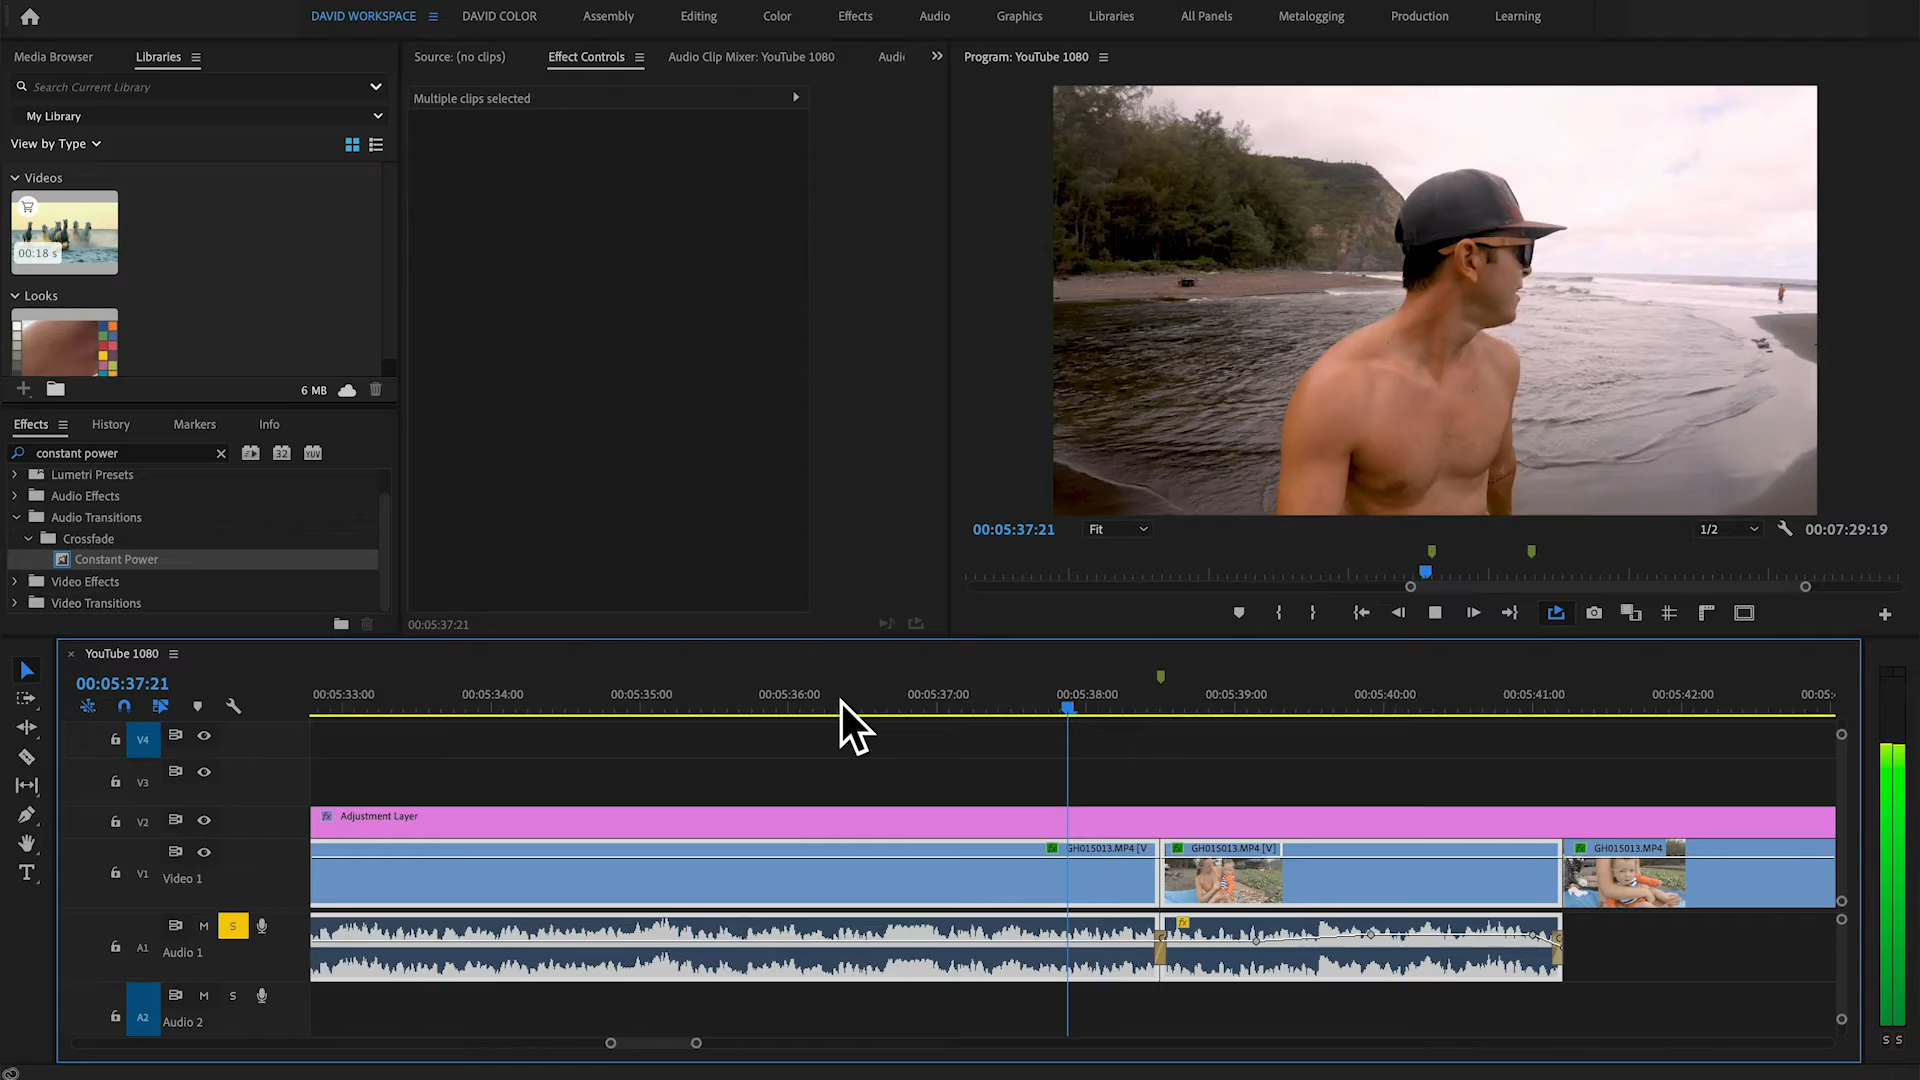 DAVID WORKSPACE
DAVID COLOR
Assembly
Editing
Color
Effects
Audio
Graphics
Libraries
All Panels
Metalogging
Production
Learning
Media Browser
Libraries
Source: (no clips)
Effect Controls
Audio Clip Mixer: YouTube 1080
Audi
Program: YouTube 1080
Search Current Library
Multiple clips selected
My Library
View by Type
Videos
00:18 s
Looks
6 MB
Effects
History
Markers
Info
constant power
32
YUV
Lumetri Presets
Audio Effects
Audio Transitions
Crossfade
Constant Power
Video Effects
Video Transitions
00:05:37:21
00:05:37:21
Fit
1/2
00:07:29:19
YouTube 1080
00:05:37:21
00:05:33:00
00:05:34:00
00:05:35:00
00:05:36:00
00:05:37:00
00:05:38:00
00:05:39:00
00:05:40:00
00:05:41:00
00:05:42:00
00:05:
V4
V3
V2
fx Adjustment Layer
V1
Video 1
fx GH015013.MP4 [V
fx GH015013.MP4 [V]
fx GH015013.MP4
A1
M
S
Audio 1
fx
A2
M
S
Audio 2
T
S S